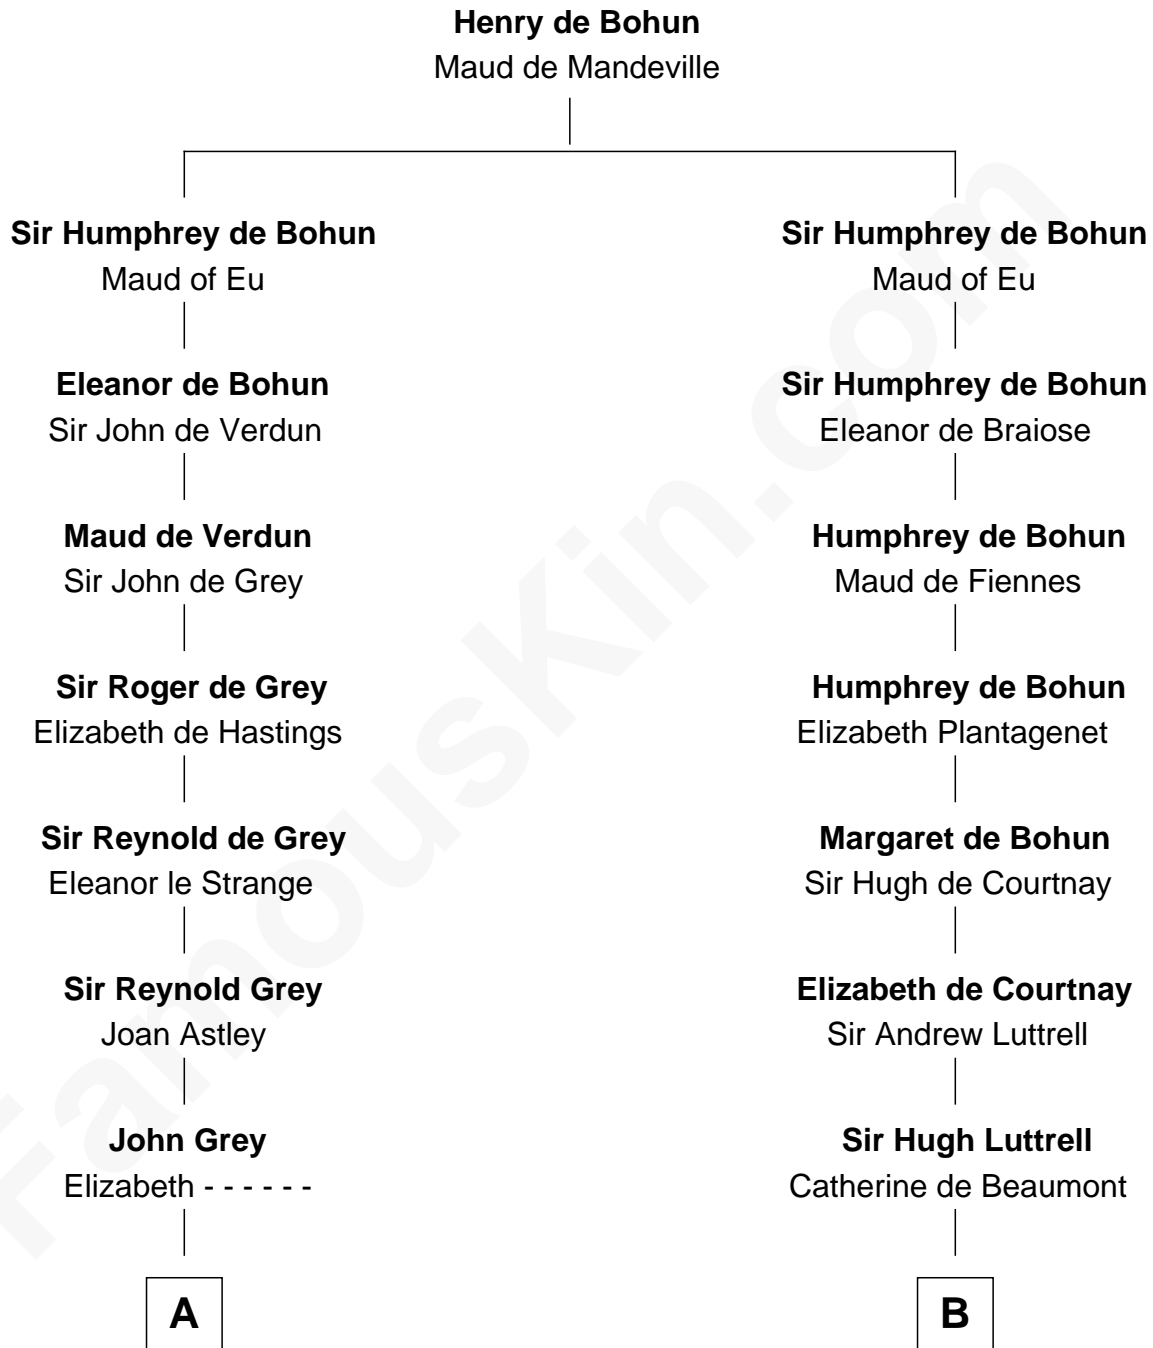 Henry de Bohun
Maud de Mandeville
Sir Humphrey de Bohun
Maud of Eu
Sir Humphrey de Bohun
Maud of Eu
Eleanor de Bohun
Sir John de Verdun
Sir Humphrey de Bohun
Eleanor de Braiose
Maud de Verdun
Sir John de Grey
Humphrey de Bohun
Maud de Fiennes
Sir Roger de Grey
Elizabeth de Hastings
Humphrey de Bohun
Elizabeth Plantagenet
Sir Reynold de Grey
Eleanor le Strange
Margaret de Bohun
Sir Hugh de Courtnay
Sir Reynold Grey
Joan Astley
Elizabeth de Courtnay
Sir Andrew Luttrell
John Grey
Elizabeth - - - - - -
Sir Hugh Luttrell
Catherine de Beaumont
A
B
FamousKin.com